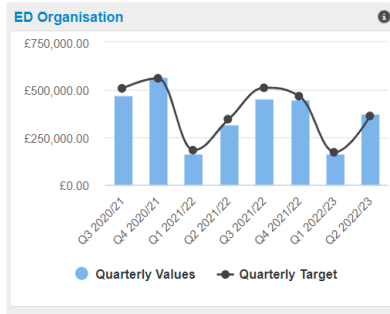 ED Organisation
£750,000.00
£500,000.00
£250,000.00
£0.00
Q3 2020/21
Q4 2020/21
Q1 2021/22
Q2 2021/22
Q3 2021/22
Q4 2021/22
Q1 2022/23
Q2 2022/23
Quarterly Values
Quarterly Target